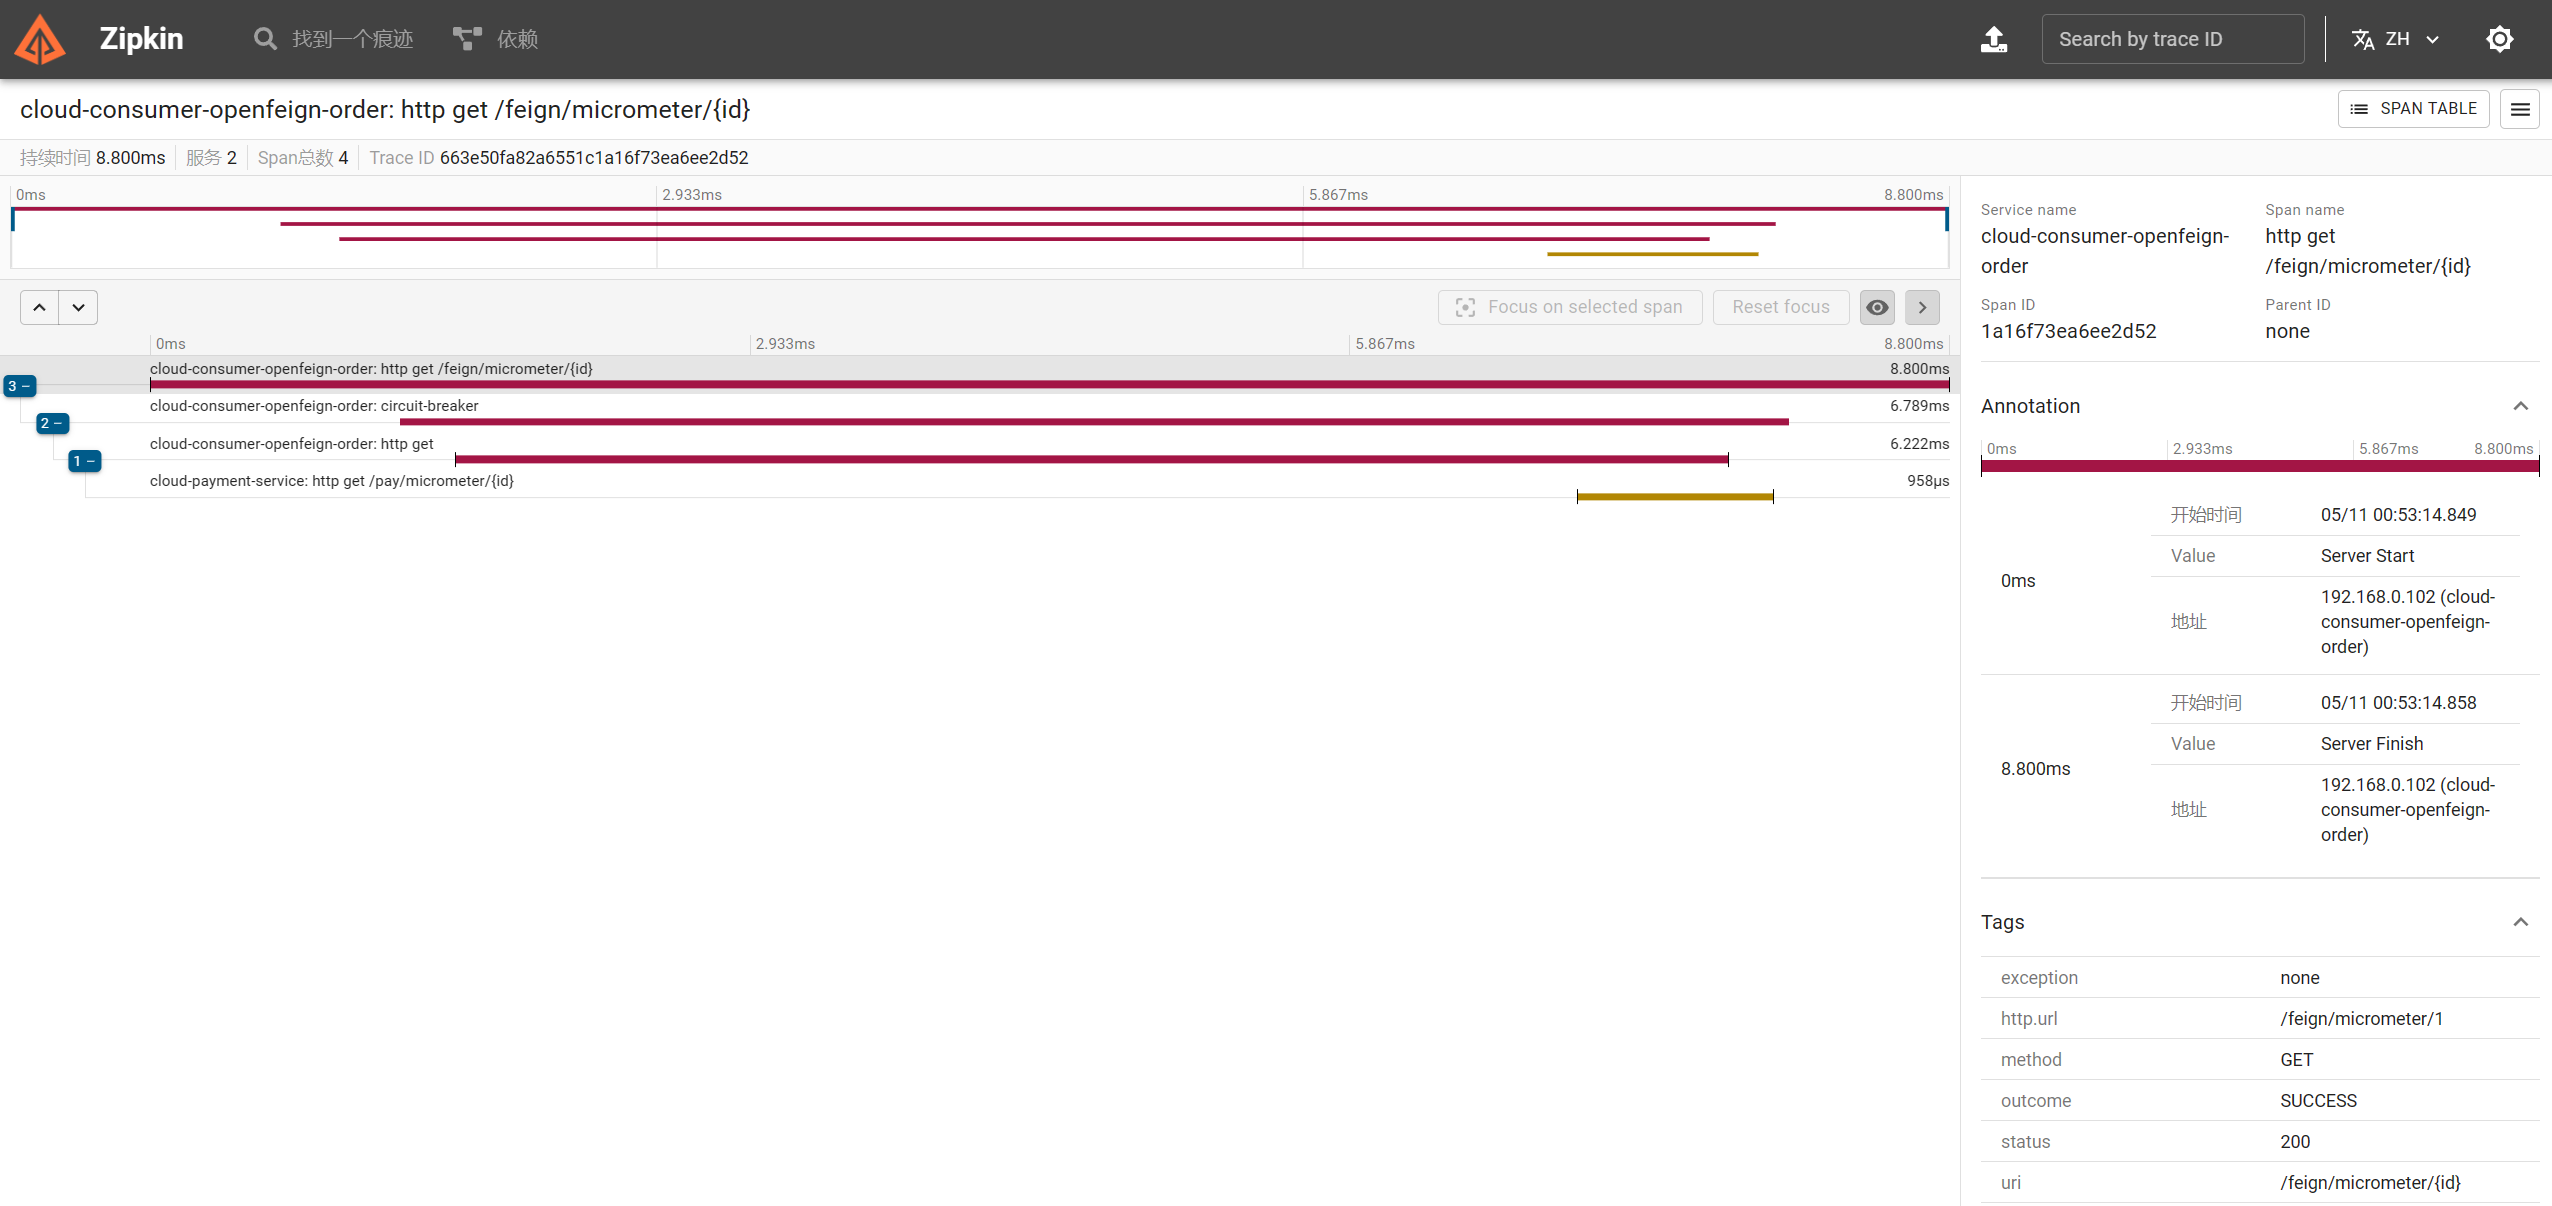 Zipkin
找到一个痕迹
依赖
Search by trace ID
ZH
cloud-consumer-openfeign-order: http get /feign/micrometer/{id}
SPAN TABLE
持续时间 8.800ms 服务 2 Span总数 4 Trace ID 663e50fa82a6551c1a16f73ea6ee2d52
0ms 2.933ms 5.867ms 8.800ms
Focus on selected span
Reset focus
0ms 2.933ms 5.867ms 8.800ms
cloud-consumer-openfeign-order: http get /feign/micrometer/{id} 8.800ms
3 −
cloud-consumer-openfeign-order: circuit-breaker 6.789ms
2 −
cloud-consumer-openfeign-order: http get 6.222ms
1 −
cloud-payment-service: http get /pay/micrometer/{id} 958μs
Service name
cloud-consumer-openfeign-
order
Span name
http get
/feign/micrometer/{id}
Span ID
1a16f73ea6ee2d52
Parent ID
none
Annotation
0ms 2.933ms 5.867ms 8.800ms
0ms
开始时间 05/11 00:53:14.849
Value Server Start
地址 192.168.0.102 (cloud-
consumer-openfeign-
order)
8.800ms
开始时间 05/11 00:53:14.858
Value Server Finish
地址 192.168.0.102 (cloud-
consumer-openfeign-
order)
Tags
exception none
http.url /feign/micrometer/1
method GET
outcome SUCCESS
status 200
uri /feign/micrometer/{id}